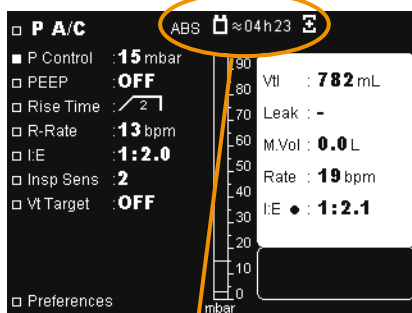 P A/C ABS ≈04h23
P Control :15 mbar
PEEP :OFF
Rise Time : 2
R-Rate :13 bpm
I:E :1:2.0
Insp Sens :2
Vt Target :OFF
Preferences
90
80
70
60
50
40
30
20
10
0
mbar
Vtl : 782 mL
Leak : -
M.Vol : 0.0 L
Rate : 19 bpm
I:E ● : 1:2.1